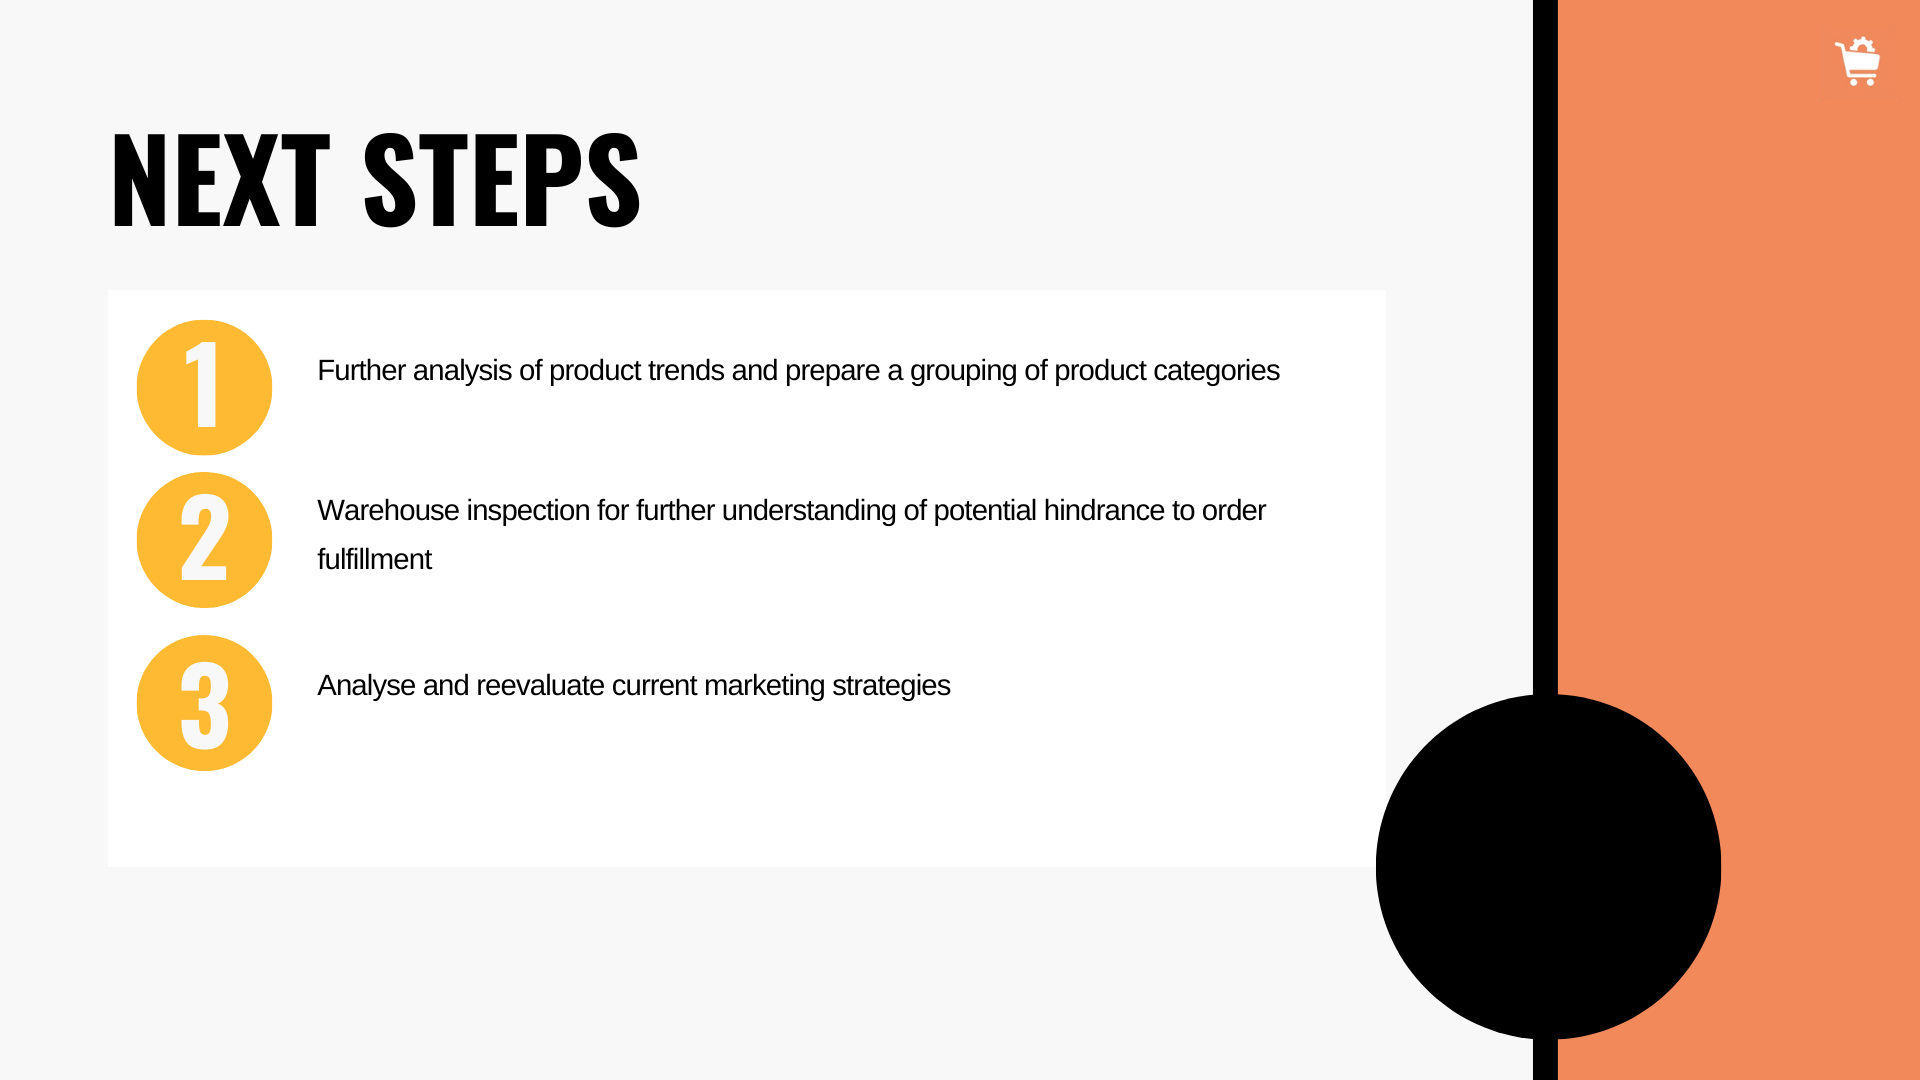 NEXT STEPS
1
Further analysis of product trends and prepare a grouping of product categories
2
Warehouse inspection for further understanding of potential hindrance to order
fulfillment
3
Analyse and reevaluate current marketing strategies